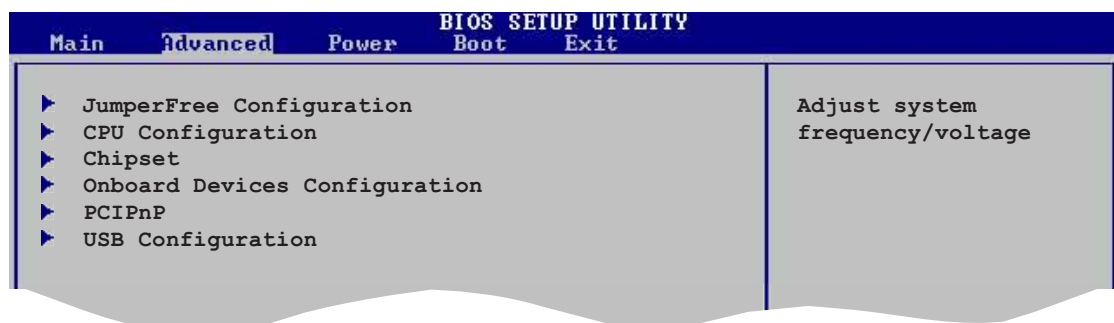 BIOS SETUP UTILITY
Main Advanced Power Boot Exit
JumperFree Configuration
CPU Configuration
Chipset
Onboard Devices Configuration
PCIPnP
USB Configuration
Adjust system
frequency/voltage